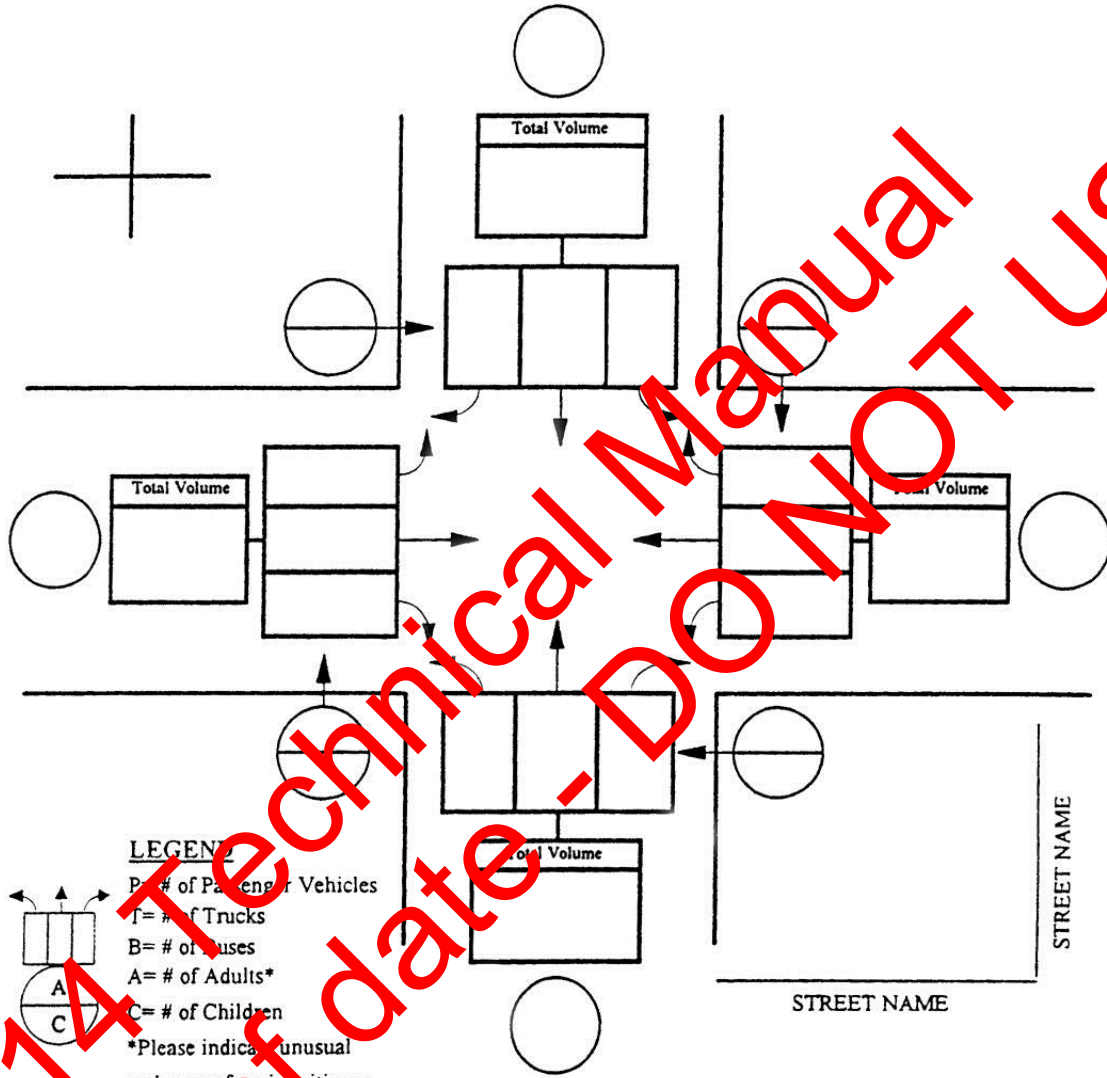 Total Volume
Total Volume
Total Volume
Total Volume
LEGEND
P= # of Passenger Vehicles
T= # of Trucks
B= # of Buses
A= # of Adults*
C= # of Children
*Please indicate unusual
A
C
STREET NAME
STREET NAME
14 Technical Manual
f date - DO NOT Us